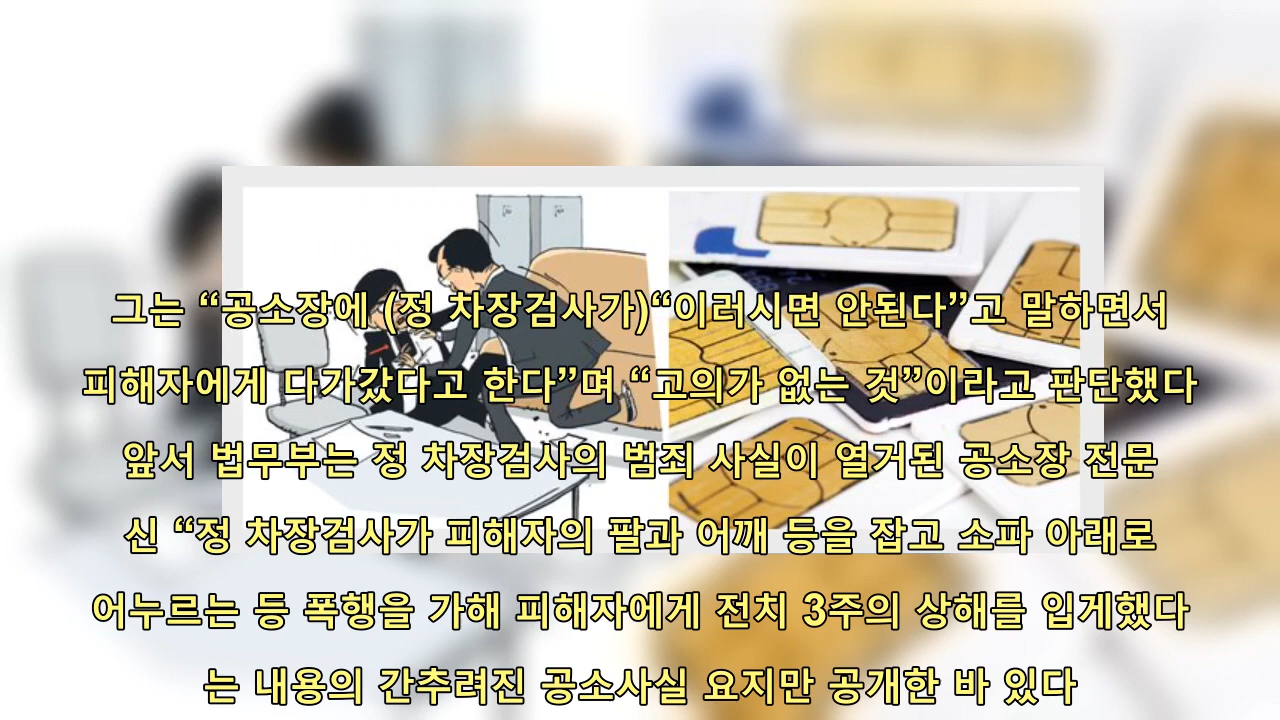 그는 “공소장에 (정 차장검사가)“이러시면 안된다”고 말하면서
피해자에게 다가갔다고 한다”며 “고의가 없는 것”이라고 판단했다
앞서 법무부는 정 차장검사의 범죄 사실이 열거된 공소장 전문
신 “정 차장검사가 피해자의 팔과 어깨 등을 잡고 소파 아래로
어누르는 등 폭행을 가해 피해자에게 전치 3주의 상해를 입게했다
는 내용의 간추려진 공소사실 요지만 공개한 바 있다